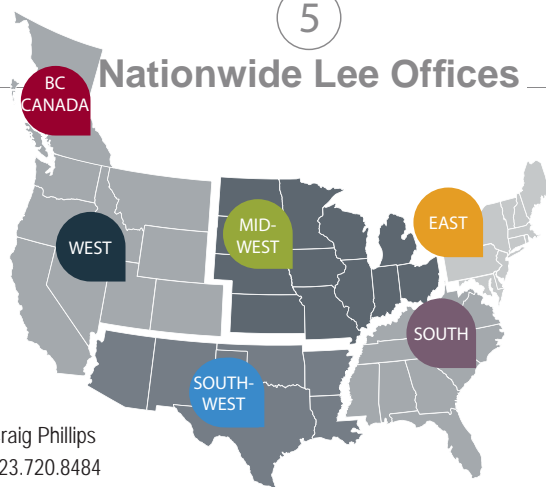 5
Nationwide Lee Offices
BC
CANADA
WEST
MID-
WEST
EAST
SOUTH
SOUTH-
WEST
raig Phillips
23.720.8484